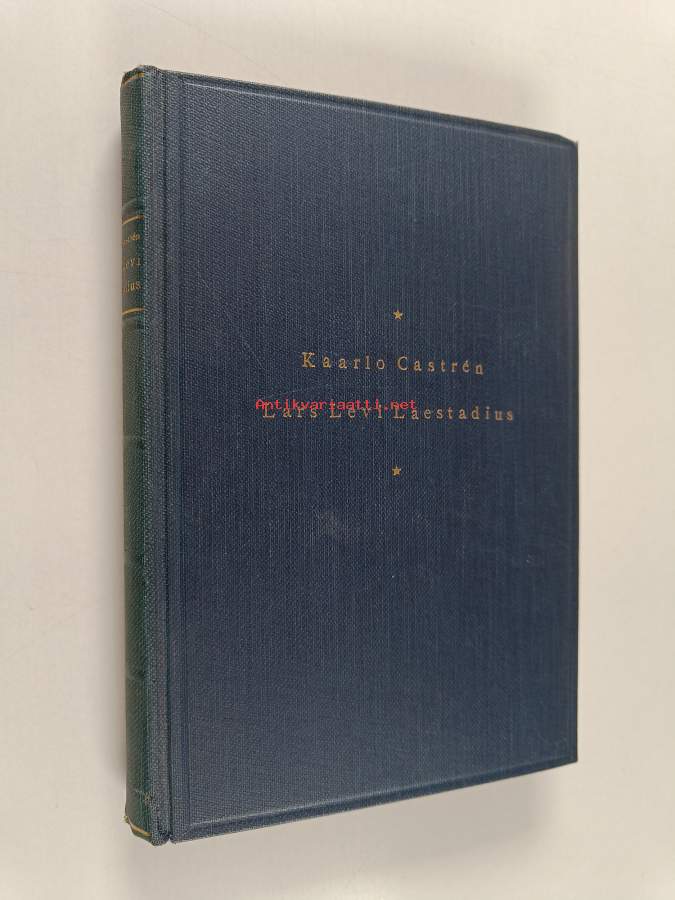 Kaarlo Castrén
Antikvariaatti.net
Lars Levi Laestadius